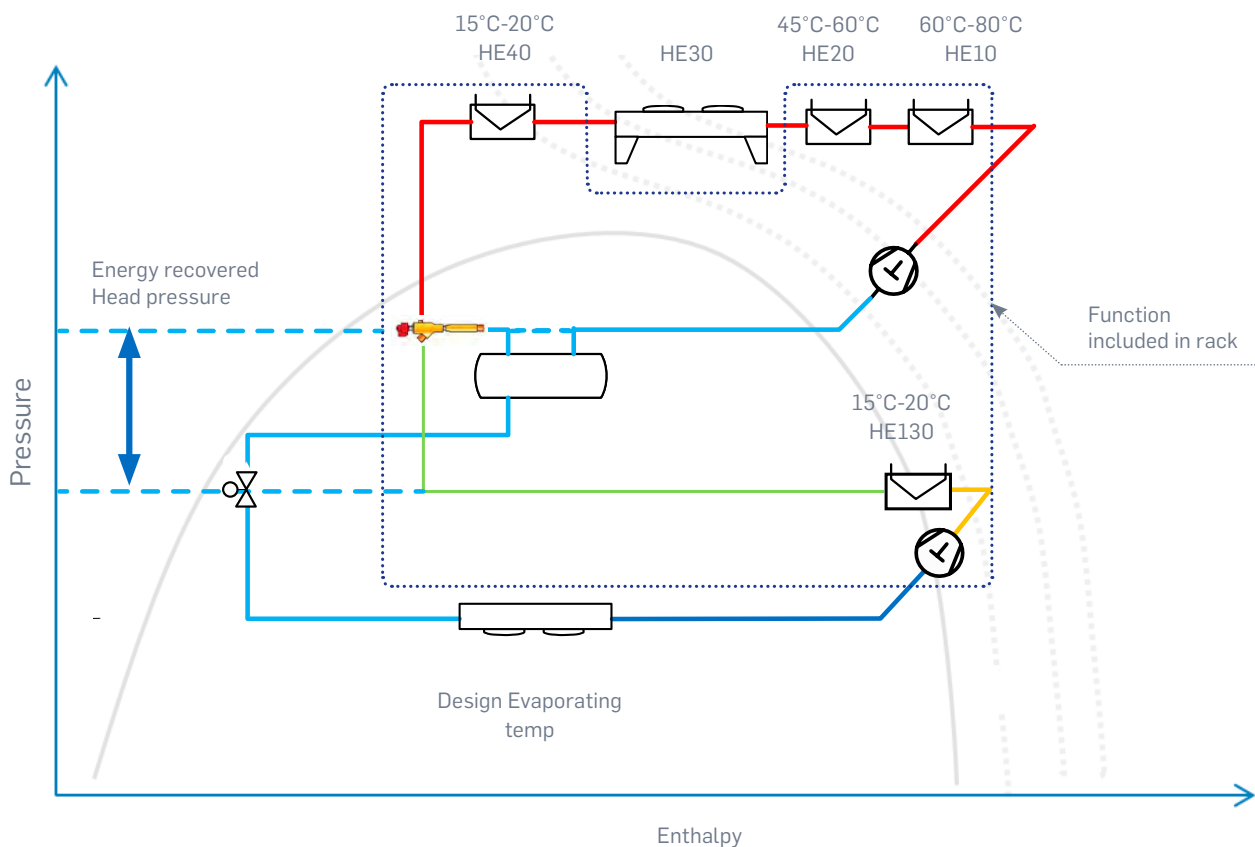 15°C-20°C
HE40
HE30
45°C-60°C
HE20
60°C-80°C
HE10
Energy recovered
Head pressure
Function
included in rack
Pressure
15°C-20°C
HE130
–
Design Evaporating
temp
Enthalpy